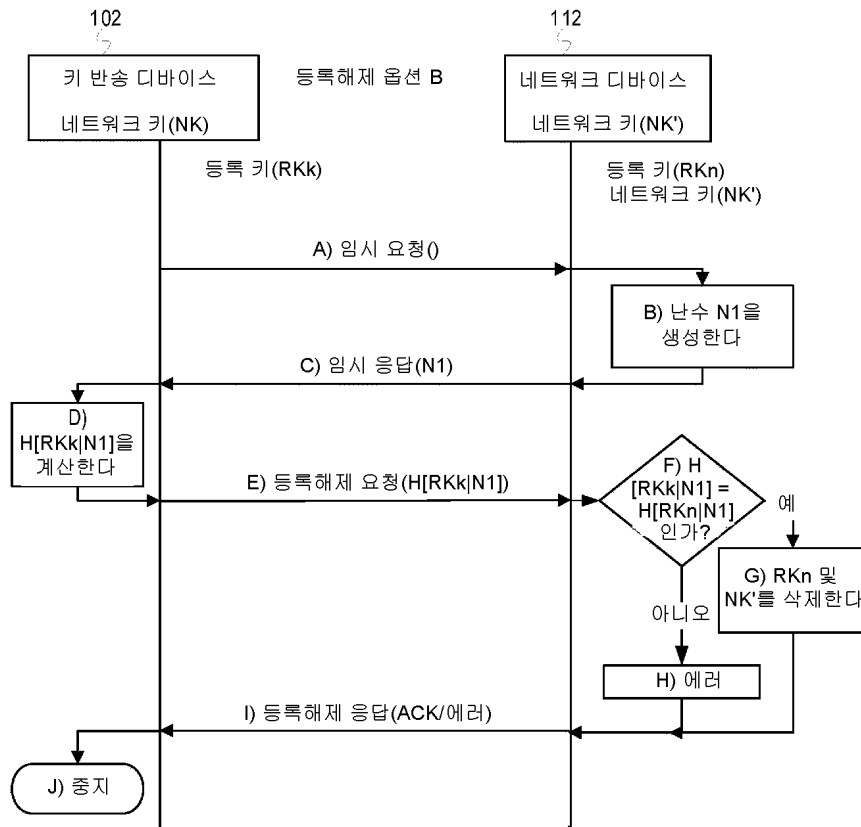 102
112
키 반송 디바이스
네트워크 키(NK)
등록해제 옵션 B
네트워크 디바이스
네트워크 키(NK')
등록 키(RKk)
등록 키(RKn)
네트워크 키(NK')
A) 임시 요청()
B) 난수 N1을
생성한다
C) 임시 응답(N1)
D)
H[RKk|N1]을
계산한다
E) 등록해제 요청(H[RKk|N1])
F) H
[RKk|N1] =
H[RKn|N1]
인가?
예
G) RKn 및
NK'를 삭제한다
아니오
H) 에러
I) 등록해제 응답(ACK/에러)
J) 중지